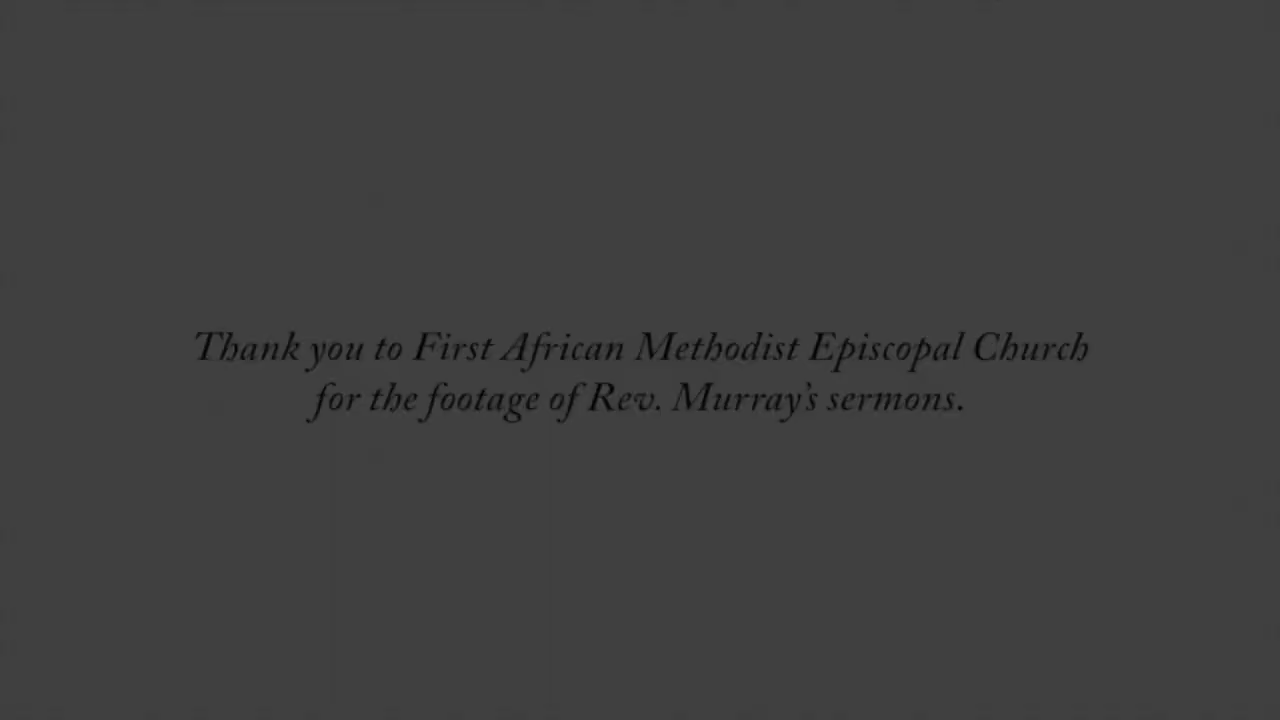 Thank you to First African Methodist Episcopal Church
for the footage of Rev. Murray’s sermons.